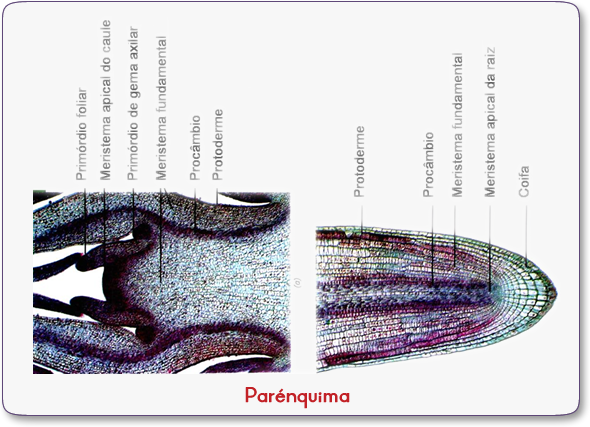 Primórdio foliar
Meristema apical do caule
Primórdio de gema axilar
Meristema fundamental
Procâmbio
Protoderme
Protoderme
Procâmbio
Meristema fundamental
Meristema apical da raiz
Coifa
Parénquima